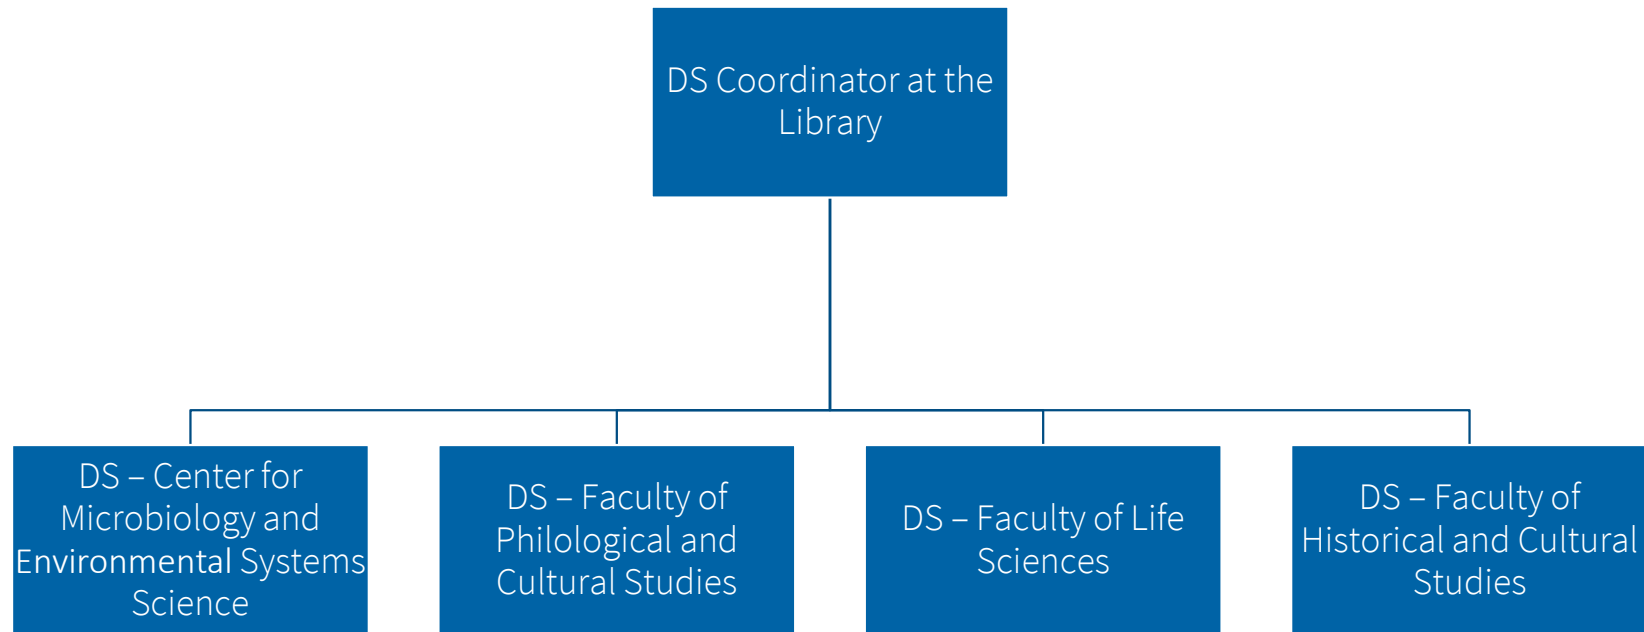 DS Coordinator at the
Library
DS – Center for
Microbiology and
Environmental Systems
Science
DS – Faculty of
Philological and
Cultural Studies
DS – Faculty of Life
Sciences
DS – Faculty of
Historical and Cultural
Studies